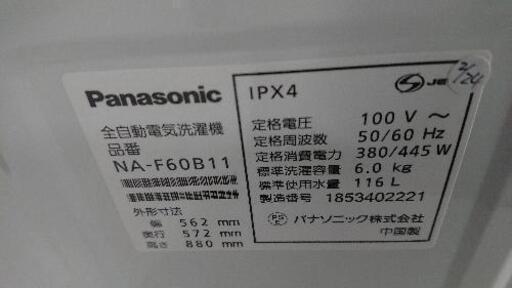 Panasonic
全自動電気洗濯機
品番
NA-F60B11
外形寸法
幅 562 mm
奥行 572 mm
高さ 880 mm
IPX4
定格電圧 100 V ～
定格周波数 50/60 Hz
定格消費電力 380/445 W
標準洗濯容量 6.0 kg
標準使用水量 116 L
製造番号 1853402221
PS E パナソニック株式会社
中国製
S JE
2/24